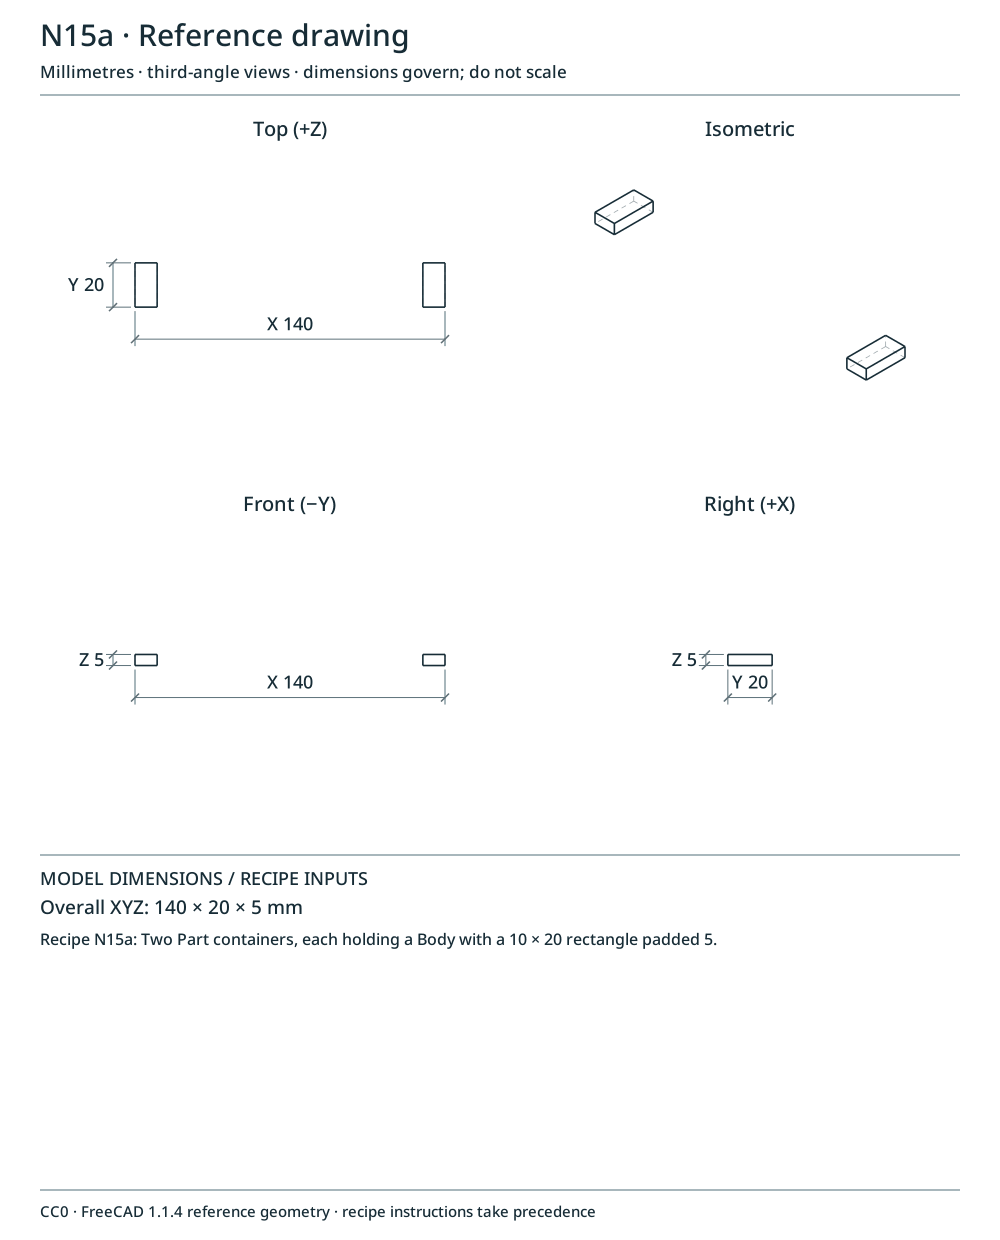 N15a · Reference drawing
Millimetres · third-angle views · dimensions govern; do not scale
Top (+Z)
Isometric
Y 20
X 140
Front (−Y)
Right (+X)
Z 5
X 140
Z 5
Y 20
MODEL DIMENSIONS / RECIPE INPUTS
Overall XYZ: 140 × 20 × 5 mm
Recipe N15a: Two Part containers, each holding a Body with a 10 × 20 rectangle padded 5.
CC0 · FreeCAD 1.1.4 reference geometry · recipe instructions take precedence